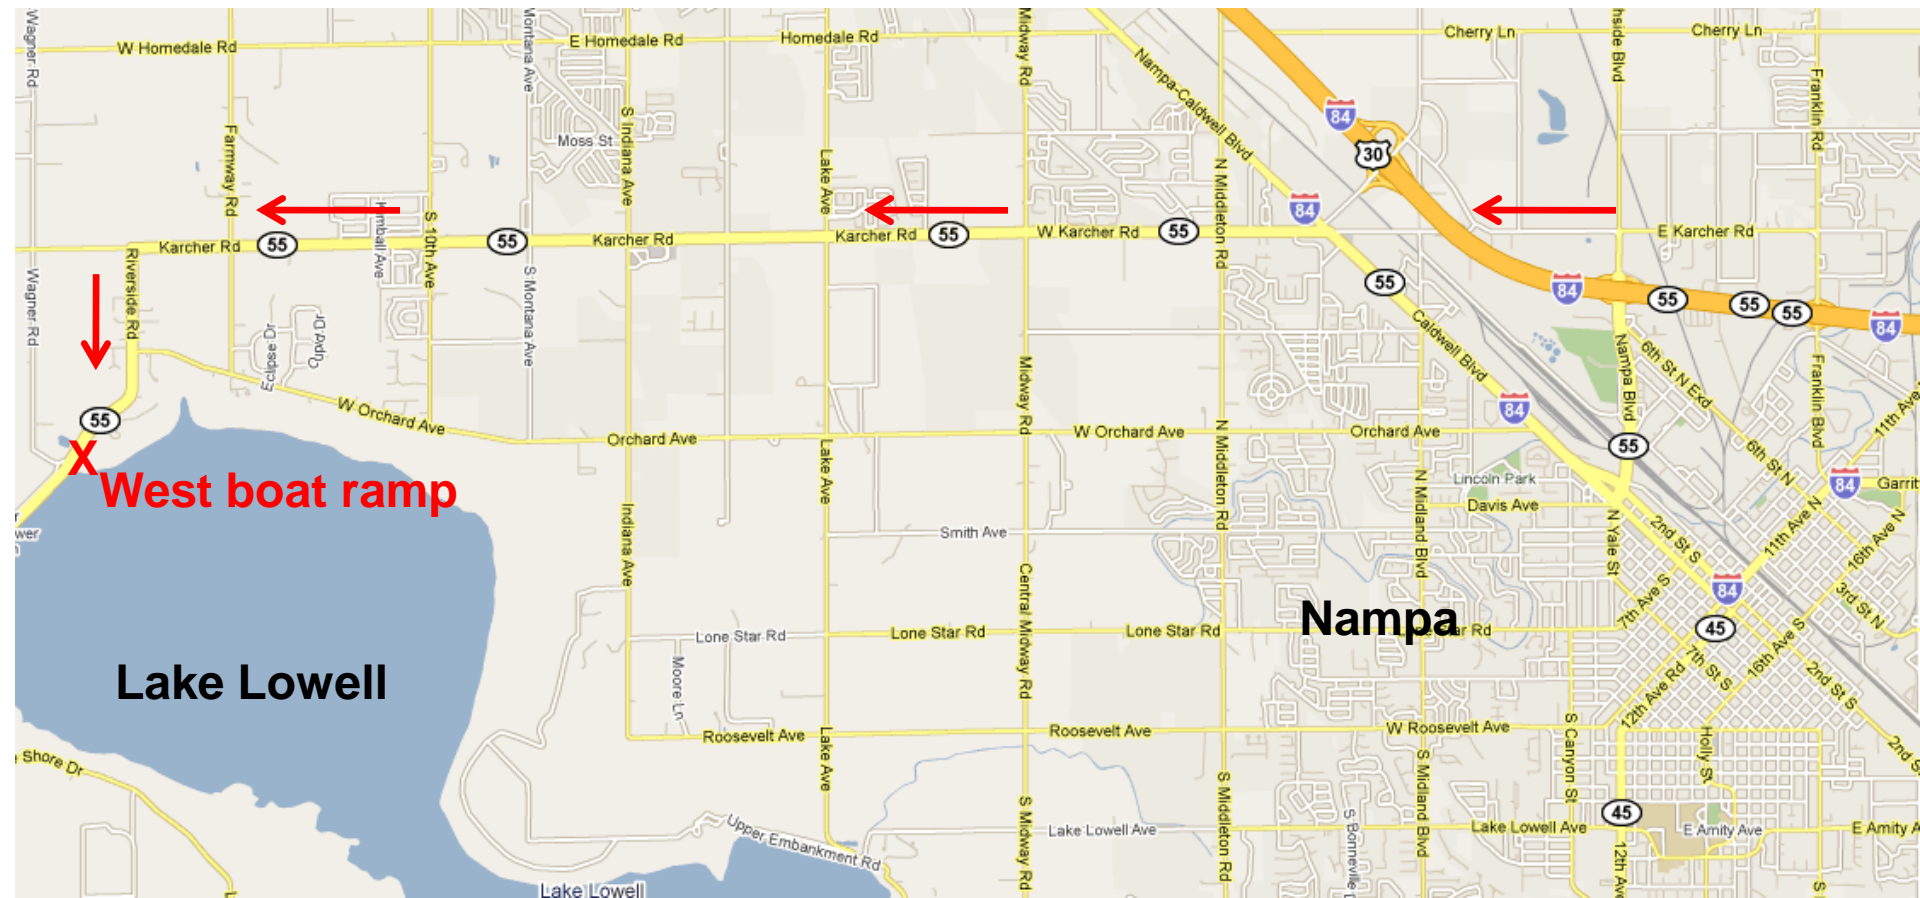 Wagner Rd
W Homedale Rd
Montana Ave
E Homedale Rd
Homedale Rd
Midway Rd
Cherry Ln
Cherry Ln
Nampa-Caldwell Blvd
Franklin Rd
Farmway Rd
S Indiana Ave
Moss St
Lake Ave
84
30
N Middleton Rd
Kimball Ave
S 10th Ave
84
Karcher Rd
55
55
Karcher Rd
Karcher Rd
55
W Karcher Rd
55
E Karcher Rd
Wagner Rd
Riverside Rd
S Montana Ave
55
84
55
55
55
84
Eclipse Dr
Cupia Dr
Midway Rd
Caldwell Blvd
Nampa Blvd
6th St N Exd
Franklin Blvd
11th Ave
55
W Orchard Ave
Orchard Ave
Lake Ave
W Orchard Ave
N Middleton Rd
Orchard Ave
84
55
6th St N
X
West boat ramp
Lincoln Park
N Midland Blvd
Davis Ave
84
Garrit
wer
Indiana Ave
Smith Ave
Central Midway Rd
N Yale St
2nd St S
11th Ave N
16th Ave N
7th Ave S
84
3rd St N
Nampa
Lone Star Rd
Lone Star Rd
Lone Star Rd
ar Rd
45
Lake Lowell
Moore Ln
7th St S
16th Ave S
2nd St S
12th Ave Rd
Roosevelt Ave
Lake Ave
Roosevelt Ave
W Roosevelt Ave
S Canyon St
Holly St
2nd S
Shore Dr
S Midway Rd
S Middleton Rd
S Midland Blvd
S Bonneville
45
Upper Embankment Rd
Lake Lowell Ave
Lake Lowell Ave
E Amity Ave
E Amity A
12th Ave
S
Lake Lowell